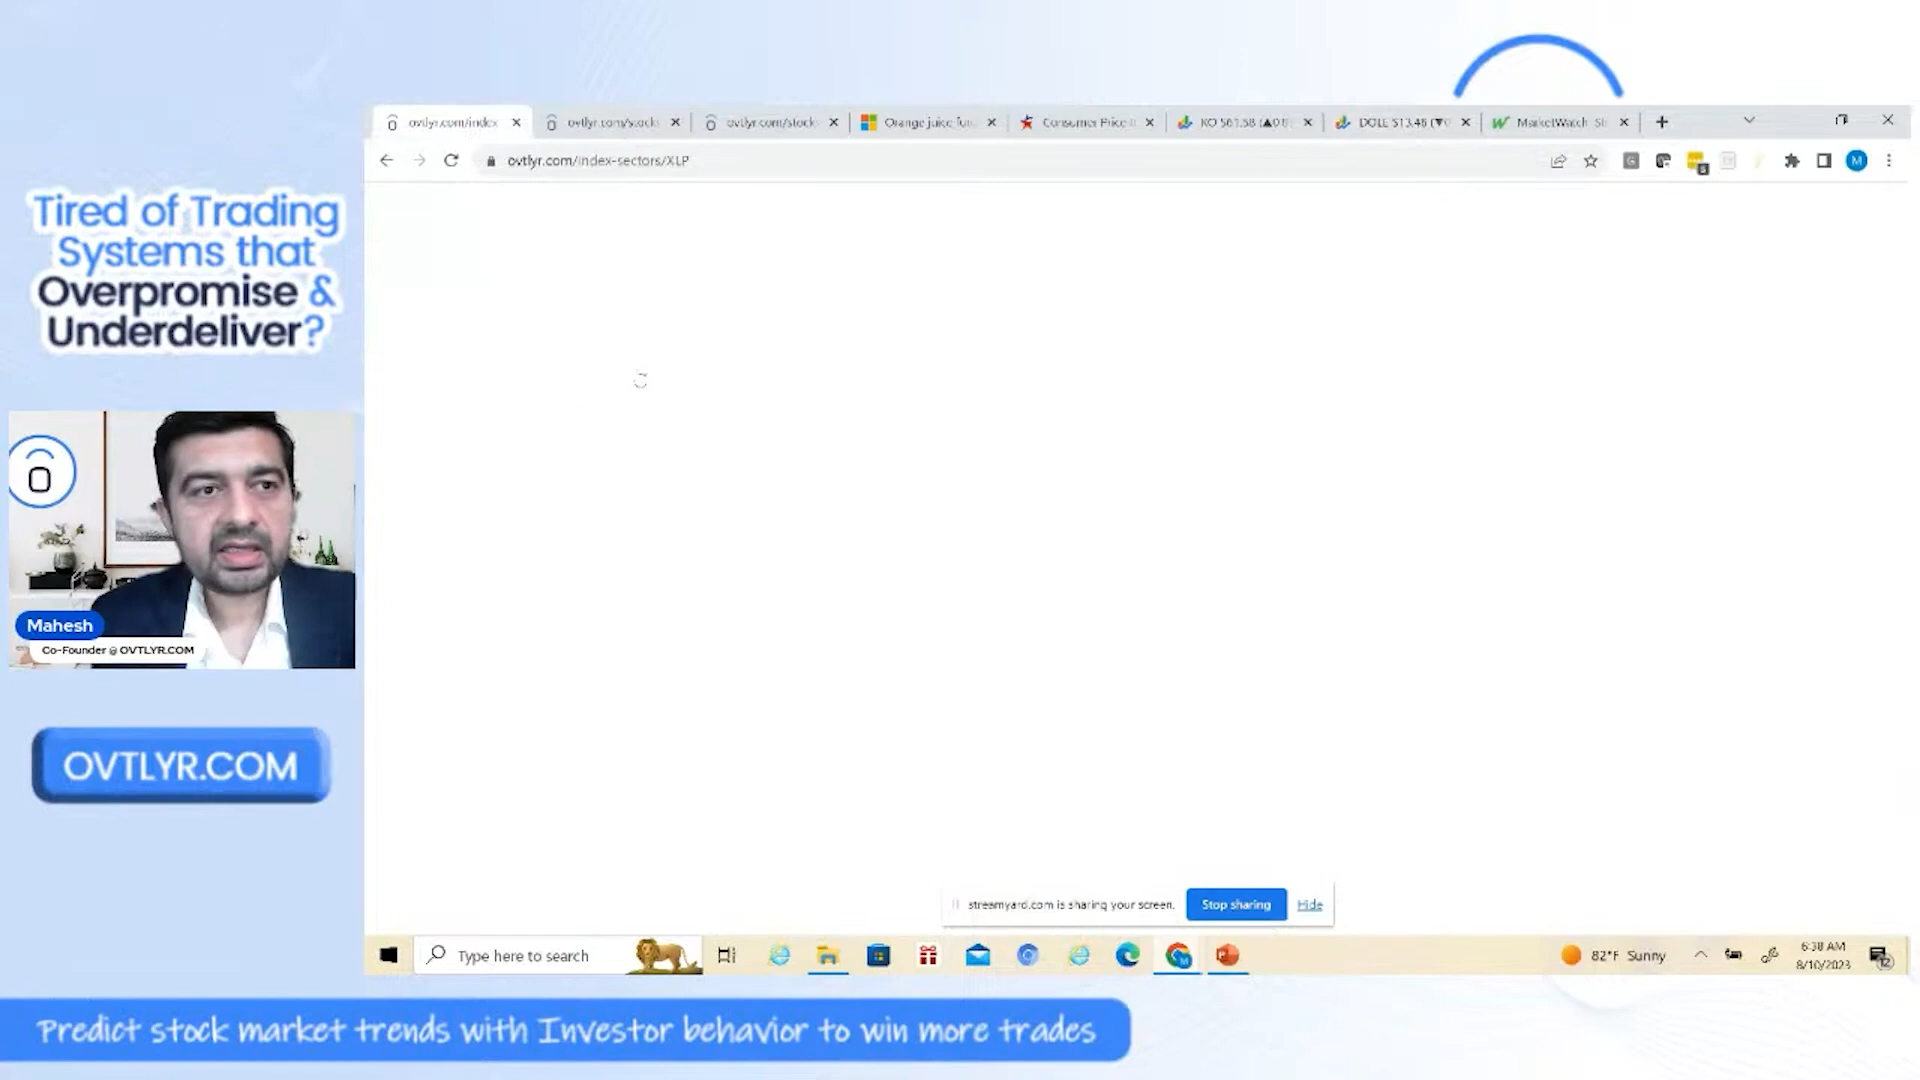 Tired of Trading
Systems that
Overpromise &
Underdeliver?
Mahesh
Co-Founder @ OVTLYR.COM
OVTLYR.COM
ovtlyr.com/index
ovtlyr.com/stock
ovtlyr.com/stock
Orange juice fu
Consumer Price
KO $61.58
DOLE $13.46
MarketWatch
ovtlyr.com/index-sectors/XLP
M
streamyard.com is sharing your screen.
Stop sharing
Hide
Type here to search
82°F Sunny
6:38 AM
8/10/2023
12
Predict stock market trends with Investor behavior to win more trades